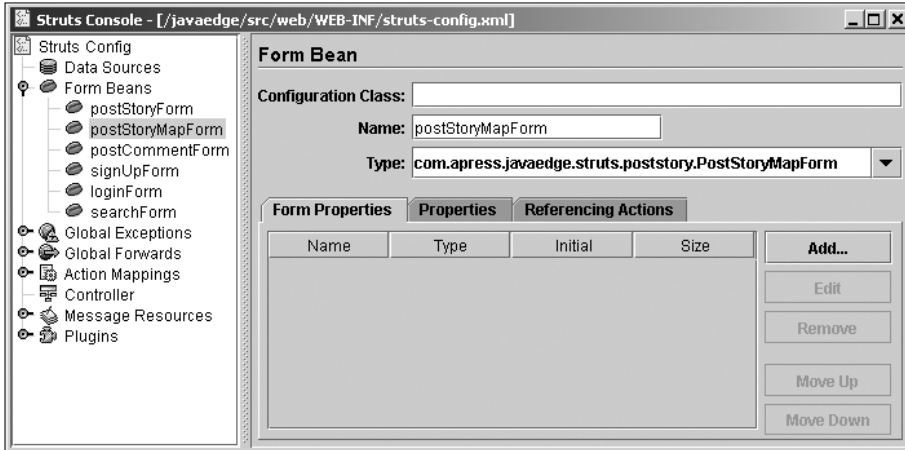 Struts Console - [/javaedge/src/web/WEB-INF/struts-config.xml]
Struts Config
Data Sources
Form Beans
postStoryForm
postStoryMapForm
postCommentForm
signUpForm
loginForm
searchForm
Global Exceptions
Global Forwards
Action Mappings
Controller
Message Resources
Plugins
Form Bean
Configuration Class:
Name: postStoryMapForm
Type: com.apress.javaedge.struts.poststory.PostStoryMapForm
Form Properties Properties Referencing Actions
Name Type Initial Size
Add...
Edit
Remove
Move Up
Move Down